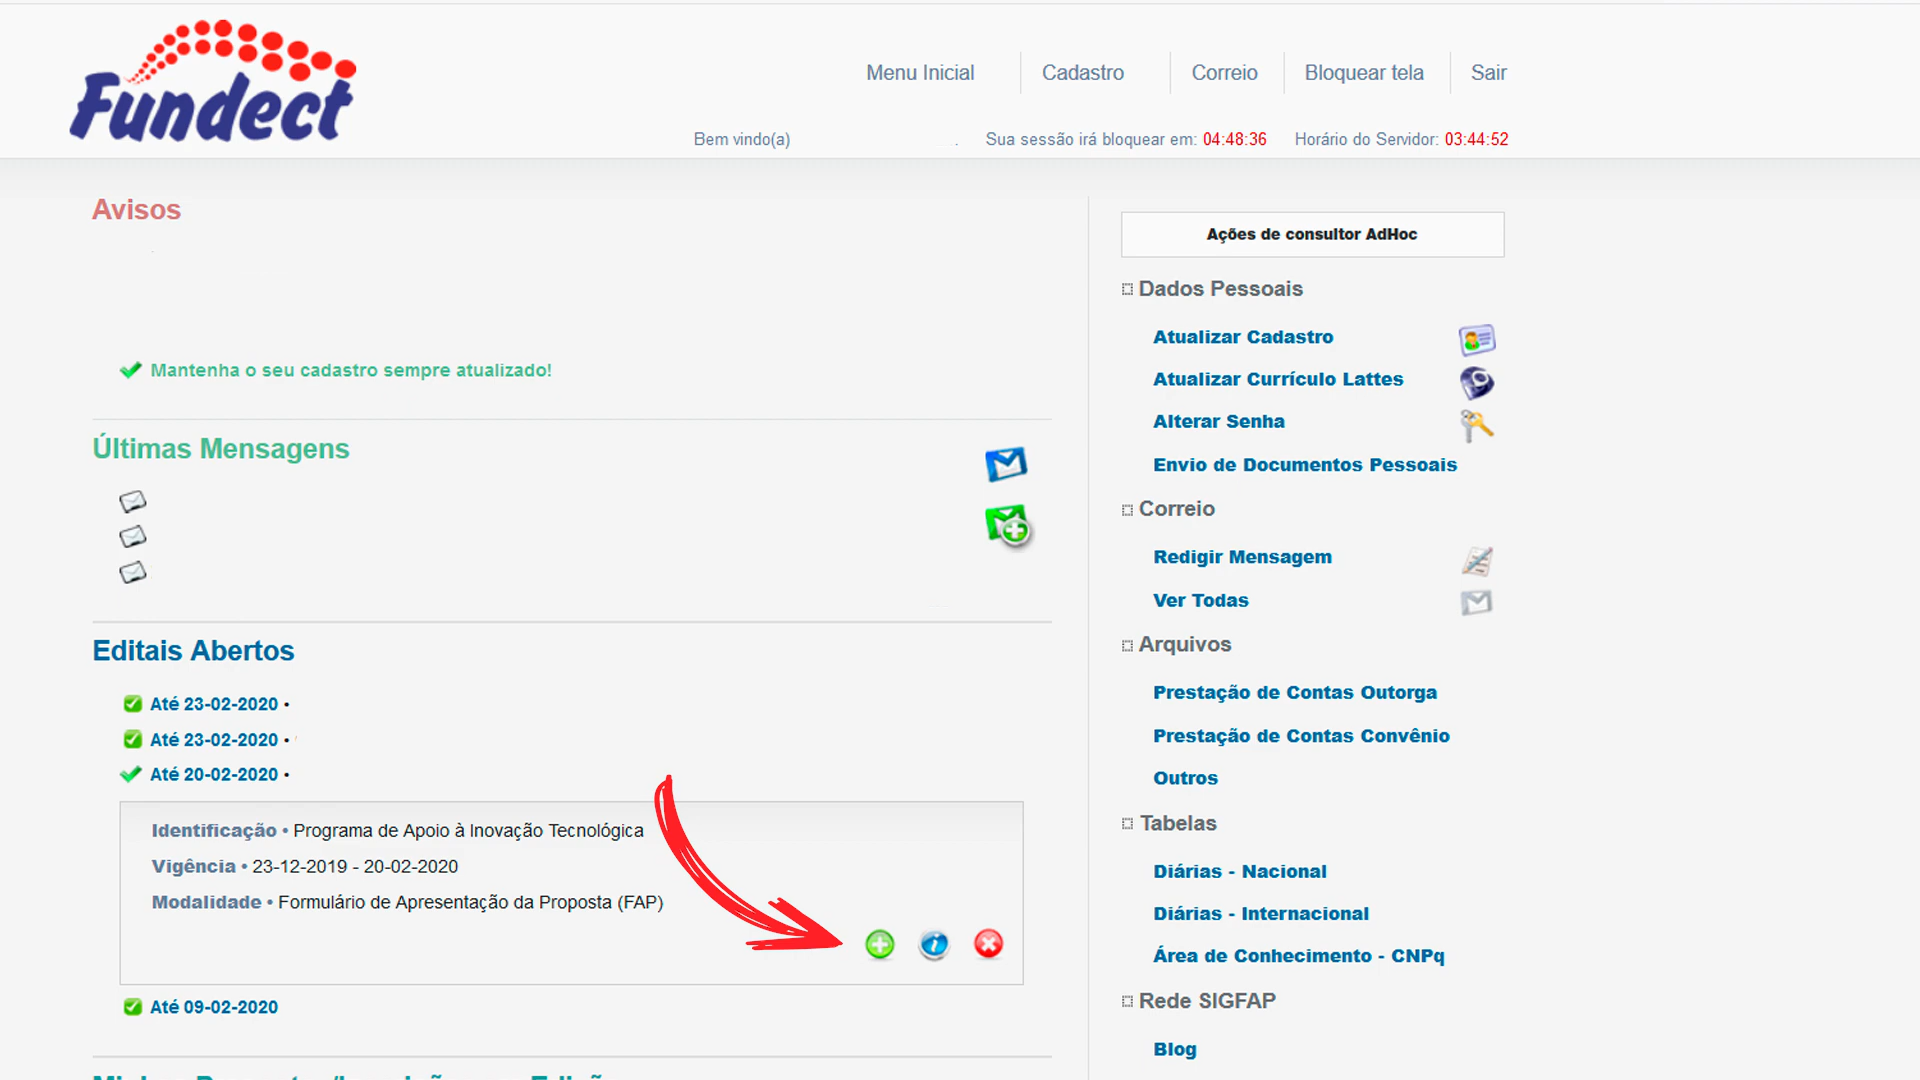 Fundect
Menu Inicial
Cadastro
Correio
Bloquear tela
Sair
Bem vindo(a)
Sua sessão irá bloquear em: 04:48:36
Horário do Servidor: 03:44:52
Avisos
Mantenha o seu cadastro sempre atualizado!
Últimas Mensagens
Editais Abertos
Até 23-02-2020 •
Até 23-02-2020 •
Até 20-02-2020 •
Identificação • Programa de Apoio à Inovação Tecnológica
Vigência • 23-12-2019 - 20-02-2020
Modalidade • Formulário de Apresentação da Proposta (FAP)
Até 09-02-2020
Ações de consultor AdHoc
Dados Pessoais
Atualizar Cadastro
Atualizar Currículo Lattes
Alterar Senha
Envio de Documentos Pessoais
Correio
Redigir Mensagem
Ver Todas
Arquivos
Prestação de Contas Outorga
Prestação de Contas Convênio
Outros
Tabelas
Diárias - Nacional
Diárias - Internacional
Área de Conhecimento - CNPq
Rede SIGFAP
Blog